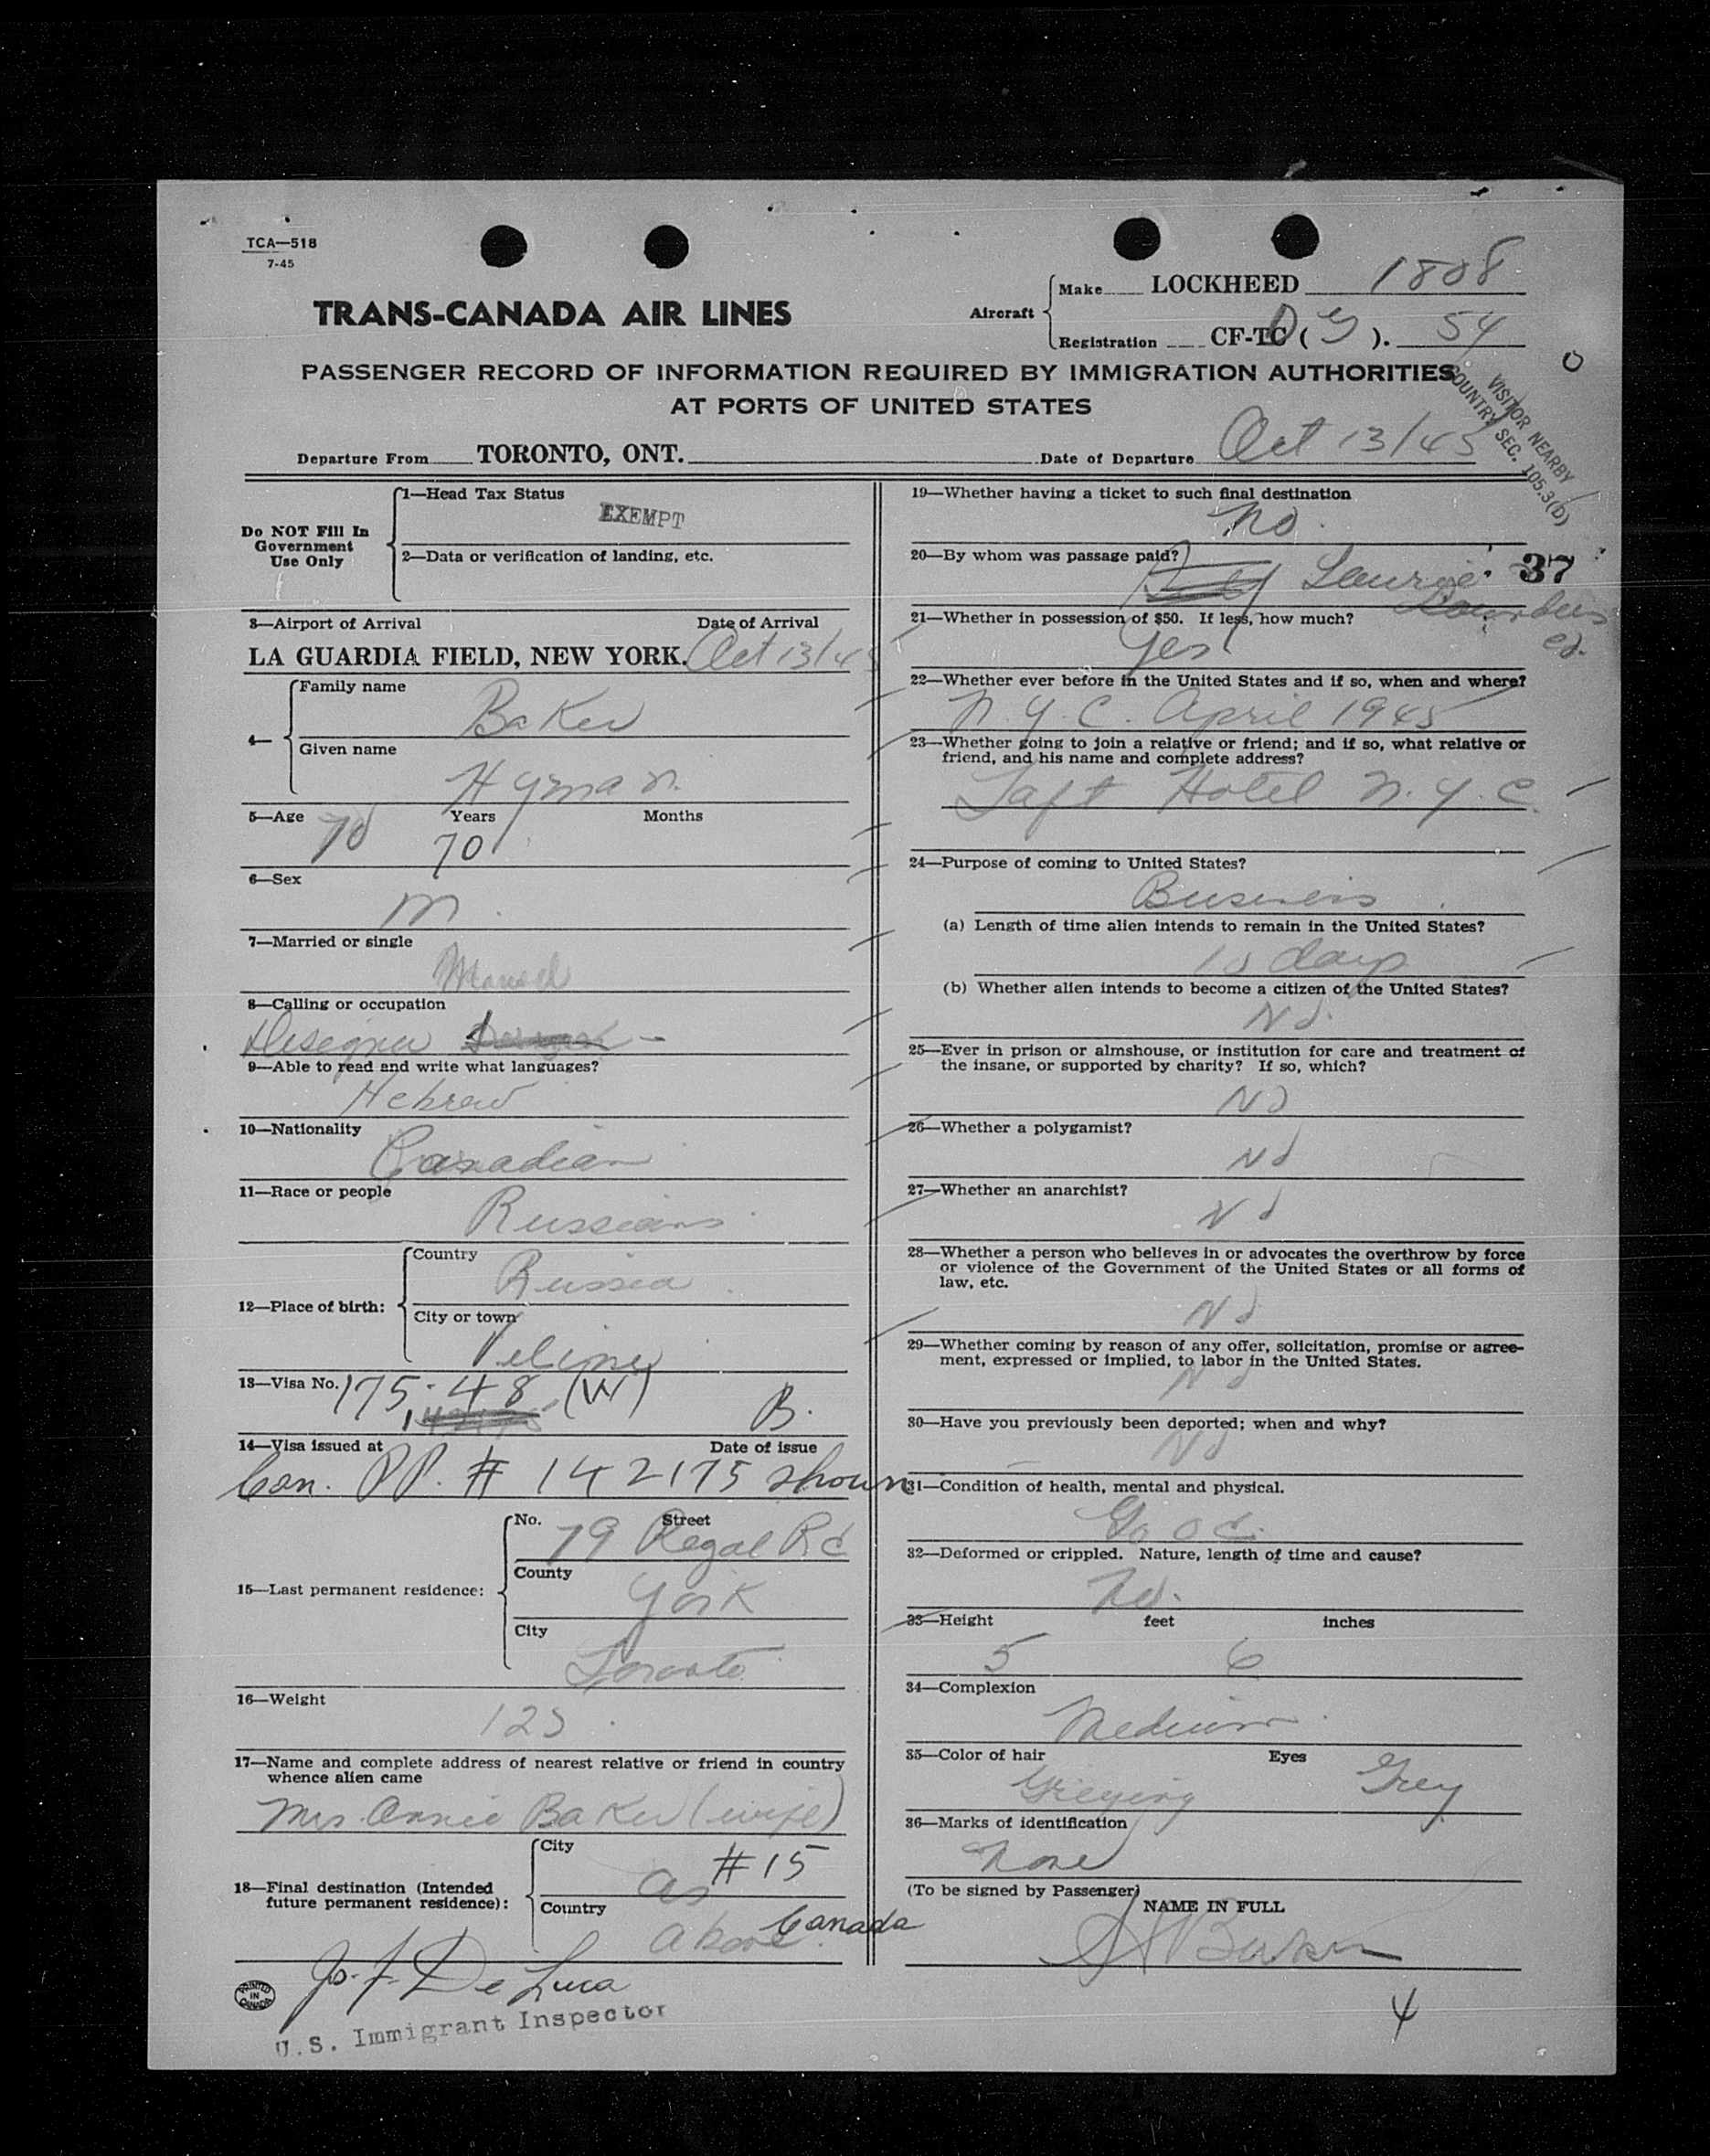 TCA—518
7-45
TRANS-CANADA AIR LINES
Aircraft
Make LOCKHEED 1808
Registration CF-TC ( ). 54
PASSENGER RECORD OF INFORMATION REQUIRED BY IMMIGRATION AUTHORITIES
AT PORTS OF UNITED STATES
VISITOR NEARBY
COUNTRY SEC. 105.3(b)
Departure From TORONTO, ONT. Date of Departure Oct 13/45
Do NOT Fill In
Government
Use Only
1—Head Tax Status
EXEMPT
2—Data or verification of landing, etc.
3—Airport of Arrival Date of Arrival
LA GUARDIA FIELD, NEW YORK. Oct 13/45
4—
Family name
Baker
Given name
Hyman
5—Age Years Months
70 70
6—Sex
M
7—Married or single
Married
8—Calling or occupation
Designer
9—Able to read and write what languages?
Hebrew
10—Nationality
Canadian
11—Race or people
Russian
12—Place of birth:
Country
Russia
City or town
13—Visa No. 175-48 (W)
B.
14—Visa issued at Date of issue
Can. PP. # 142175 shown
15—Last permanent residence:
No. Street
79 Regal Rd
County
York
City
Toronto
16—Weight
125
17—Name and complete address of nearest relative or friend in country
whence alien came
Mrs Annie Baker (wife)
18—Final destination (Intended
future permanent residence):
City
#15
as
Country
above Canada
Jo. F. De Luca
U.S. Immigrant Inspector
PRINTED
IN
CANADA
19—Whether having a ticket to such final destination
No.
20—By whom was passage paid?
Laurie
37
21—Whether in possession of $50. If less, how much?
Yes
22—Whether ever before in the United States and if so, when and where?
N.Y.C. April 1945
23—Whether going to join a relative or friend; and if so, what relative or
friend, and his name and complete address?
Taft Hotel N.Y.C.
24—Purpose of coming to United States?
Business
(a) Length of time alien intends to remain in the United States?
10 days
(b) Whether alien intends to become a citizen of the United States?
No.
25—Ever in prison or almshouse, or institution for care and treatment of
the insane, or supported by charity? If so, which?
No
26—Whether a polygamist?
No
27—Whether an anarchist?
No
28—Whether a person who believes in or advocates the overthrow by force
or violence of the Government of the United States or all forms of
law, etc.
No
29—Whether coming by reason of any offer, solicitation, promise or agree-
ment, expressed or implied, to labor in the United States.
No
30—Have you previously been deported; when and why?
No
31—Condition of health, mental and physical.
Good.
32—Deformed or crippled. Nature, length of time and cause?
No.
33—Height feet inches
5 6
34—Complexion
Medium
35—Color of hair Eyes
Greying Grey
36—Marks of identification
None
(To be signed by Passenger)
NAME IN FULL
H Baker
4